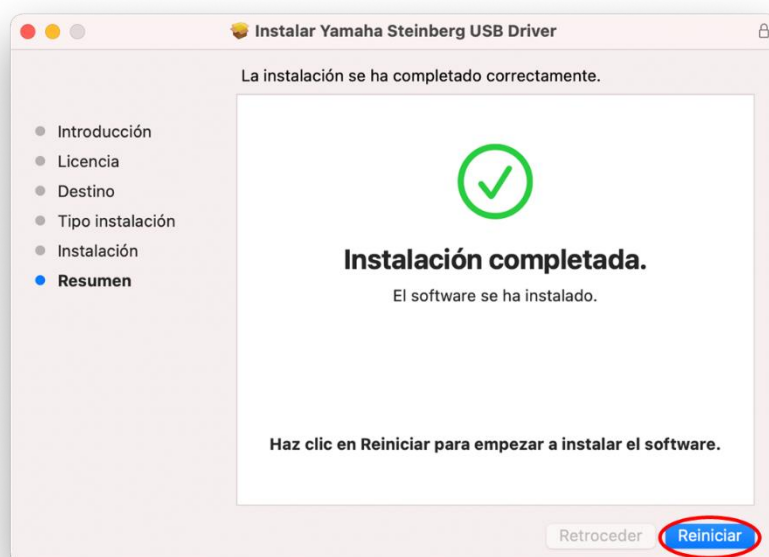 Instalar Yamaha Steinberg USB Driver
La instalación se ha completado correctamente.
Introducción
Licencia
Destino
Tipo instalación
Instalación
Resumen
Instalación completada.
El software se ha instalado.
Haz clic en Reiniciar para empezar a instalar el software.
Retroceder Reiniciar